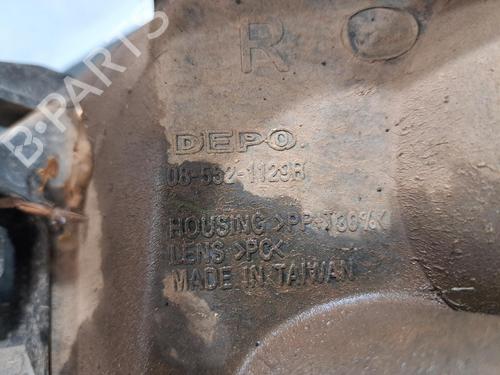 R
DEPO
08-552-1129B
HOUSING >PP-T30%<
LENS >PC<
MADE IN TAIWAN
B-Parts